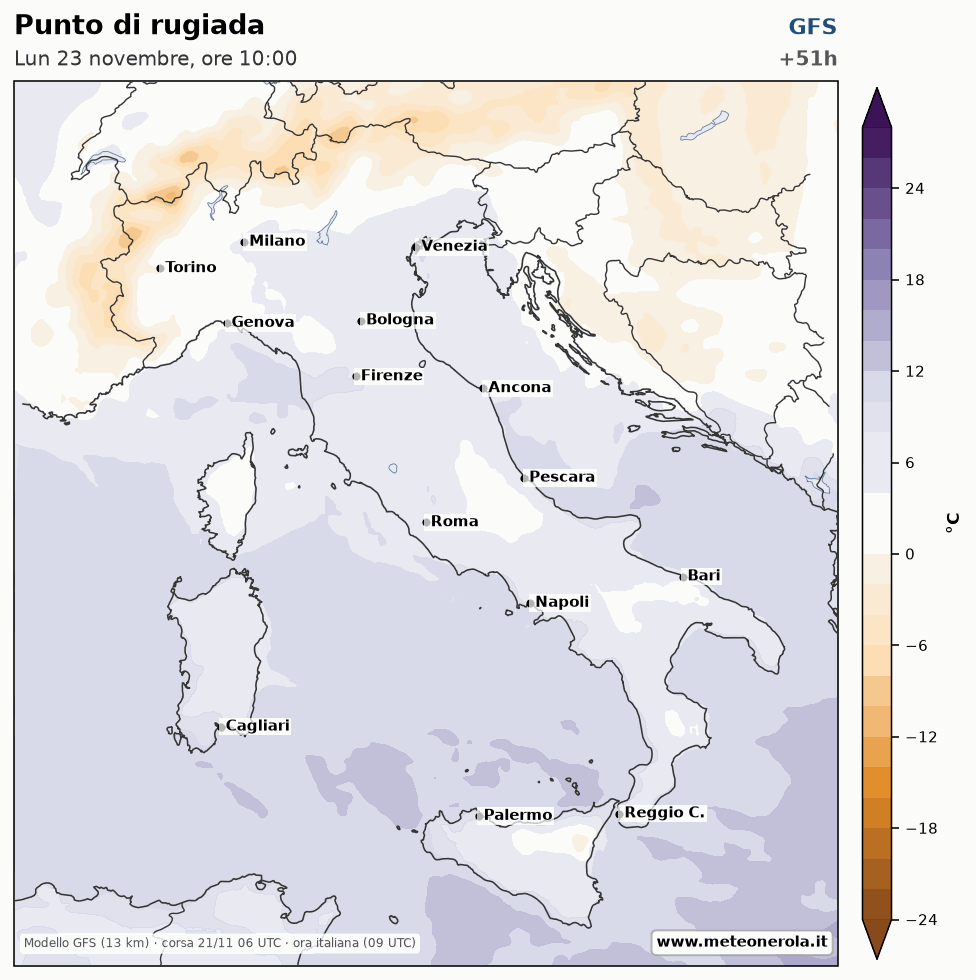 Punto di rugiada
GFS
Lun 23 novembre, ore 10:00
+51h
Milano
Venezia
Torino
Genova
Bologna
Firenze
Ancona
Pescara
Roma
Bari
Napoli
Cagliari
Palermo
Reggio C.
24
18
12
6
0
−6
−12
−18
−24
°C
Modello GFS (13 km) · corsa 21/11 06 UTC · ora italiana (09 UTC)
www.meteonerola.it